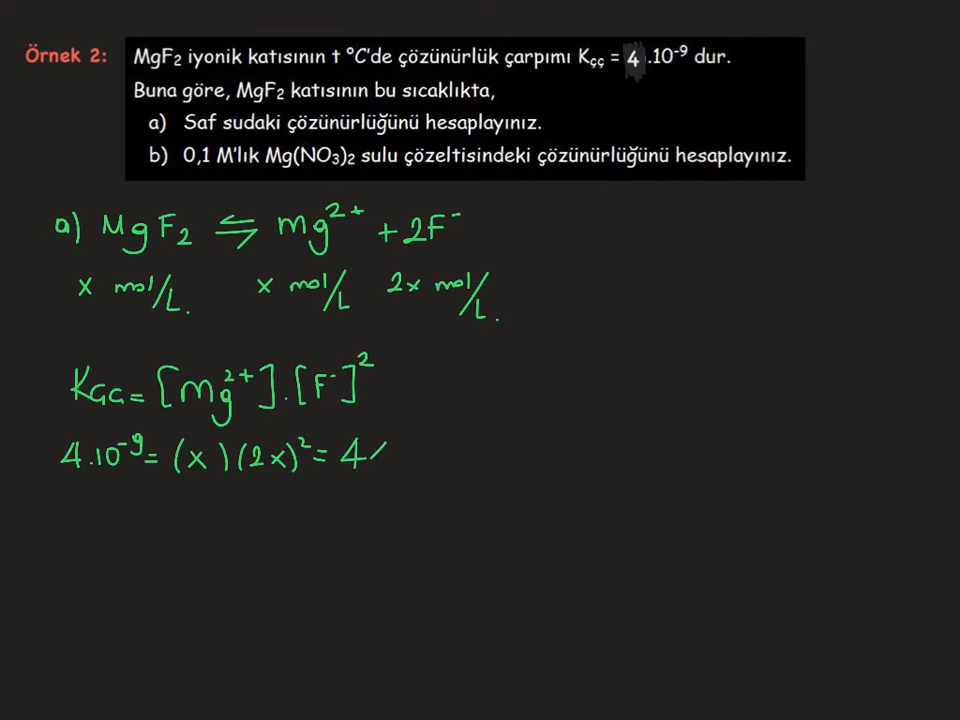 Örnek 2: MgF₂ iyonik katısının t °C'de çözünürlük çarpımı Kçç = 4 .10⁻⁹ dur.
Buna göre, MgF₂ katısının bu sıcaklıkta,
a) Saf sudaki çözünürlüğünü hesaplayınız.
b) 0,1 M'lık Mg(NO₃)₂ sulu çözeltisindeki çözünürlüğünü hesaplayınız.
a) MgF₂ ⇌ mg²⁺ + 2F⁻
x mol/L. x mol/L 2x mol/L.
KGG = [mg²⁺].[F⁻]²
4.10⁻⁹ = (x)(2x)² = 4